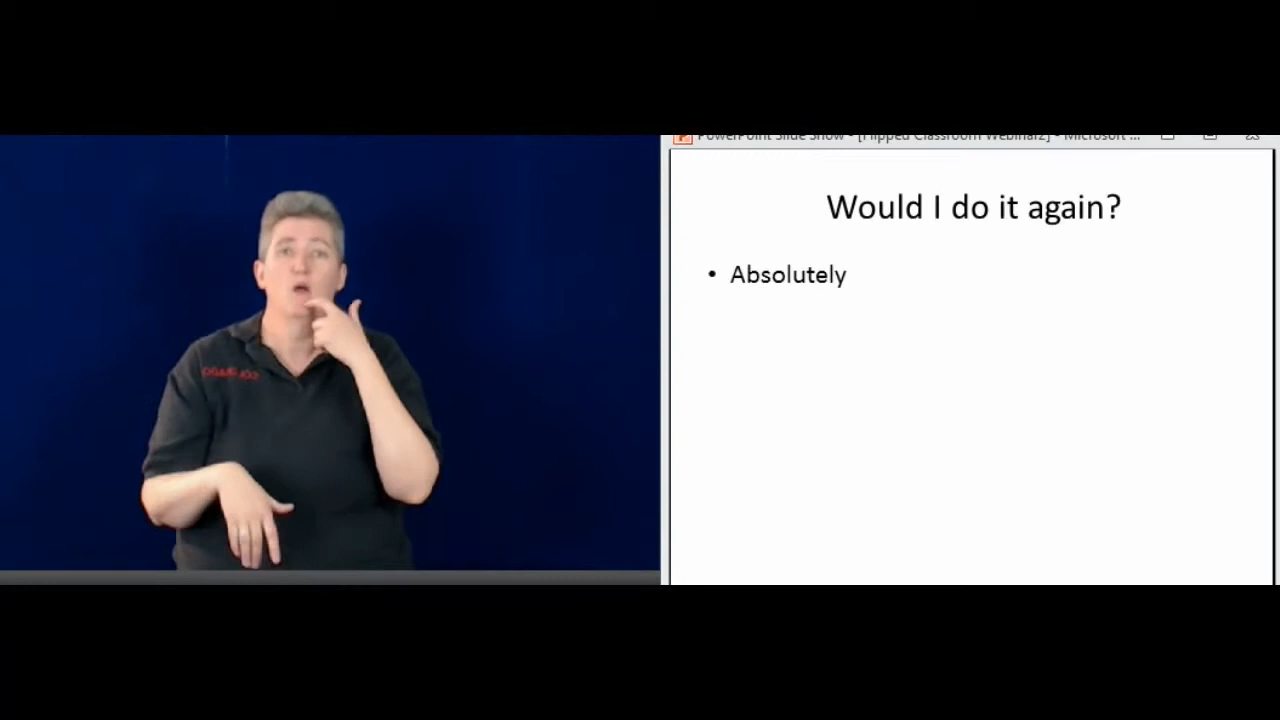 PowerPoint Slide Show - [Flipped Classroom Webinar2] - Microsoft ...
Would I do it again?
• Absolutely